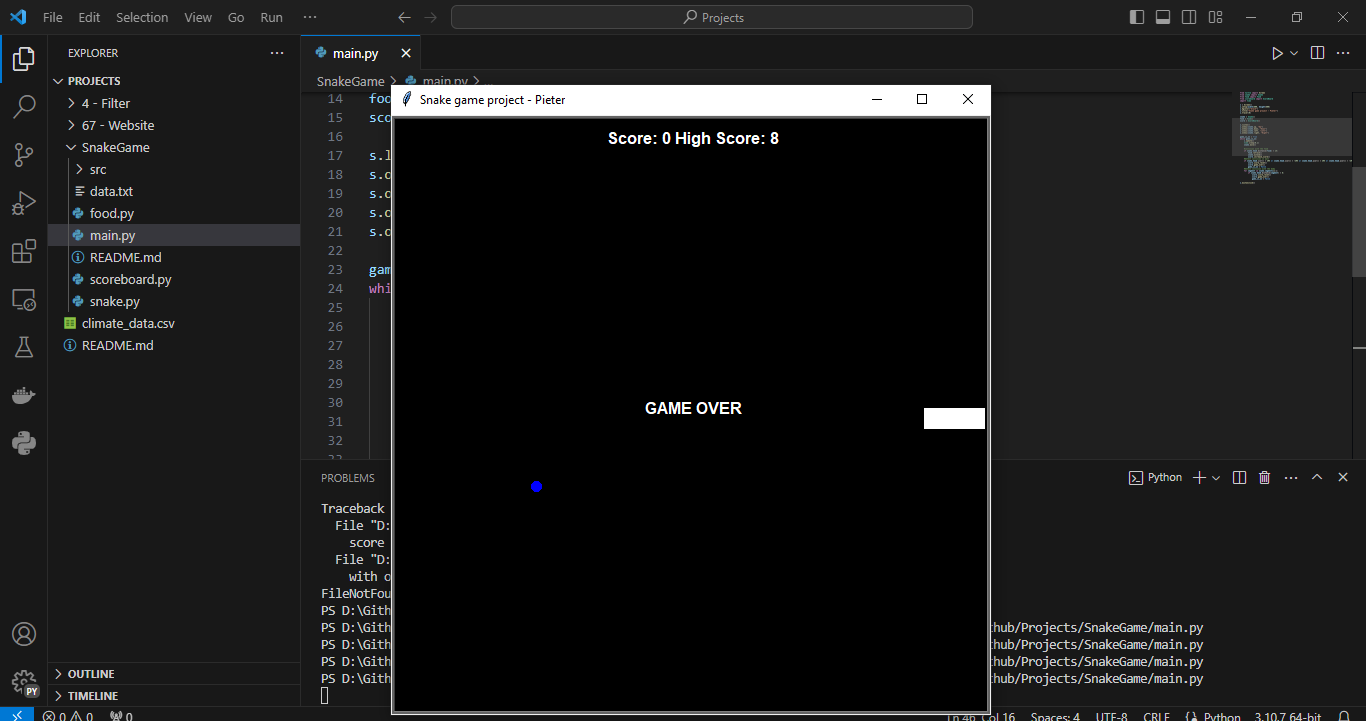 File Edit Selection View Go Run ··· Projects
EXPLORER ···
PROJECTS
4 - Filter
67 - Website
SnakeGame
src
data.txt
food.py
main.py
README.md
scoreboard.py
snake.py
climate_data.csv
README.md
OUTLINE
TIMELINE
main.py
SnakeGame > main.py > ...
14 foo
15 sco
16
17 s.l
18 s.o
19 s.o
20 s.o
21 s.o
22
23 gam
24 whi
25
26
27
28
29
30
31
32
Snake game project - Pieter
Score: 0 High Score: 8
GAME OVER
PROBLEMS
Python
Traceback
File "D:
score
File "D:
with o
FileNotFou
PS D:\Gith
PS D:\Gith hub/Projects/SnakeGame/main.py
PS D:\Gith hub/Projects/SnakeGame/main.py
PS D:\Gith hub/Projects/SnakeGame/main.py
PS D:\Gith hub/Projects/SnakeGame/main.py
PY
0 0 0 Ln 46, Col 16 Spaces: 4 UTF-8 CRLF Python 3.10.7 64-bit